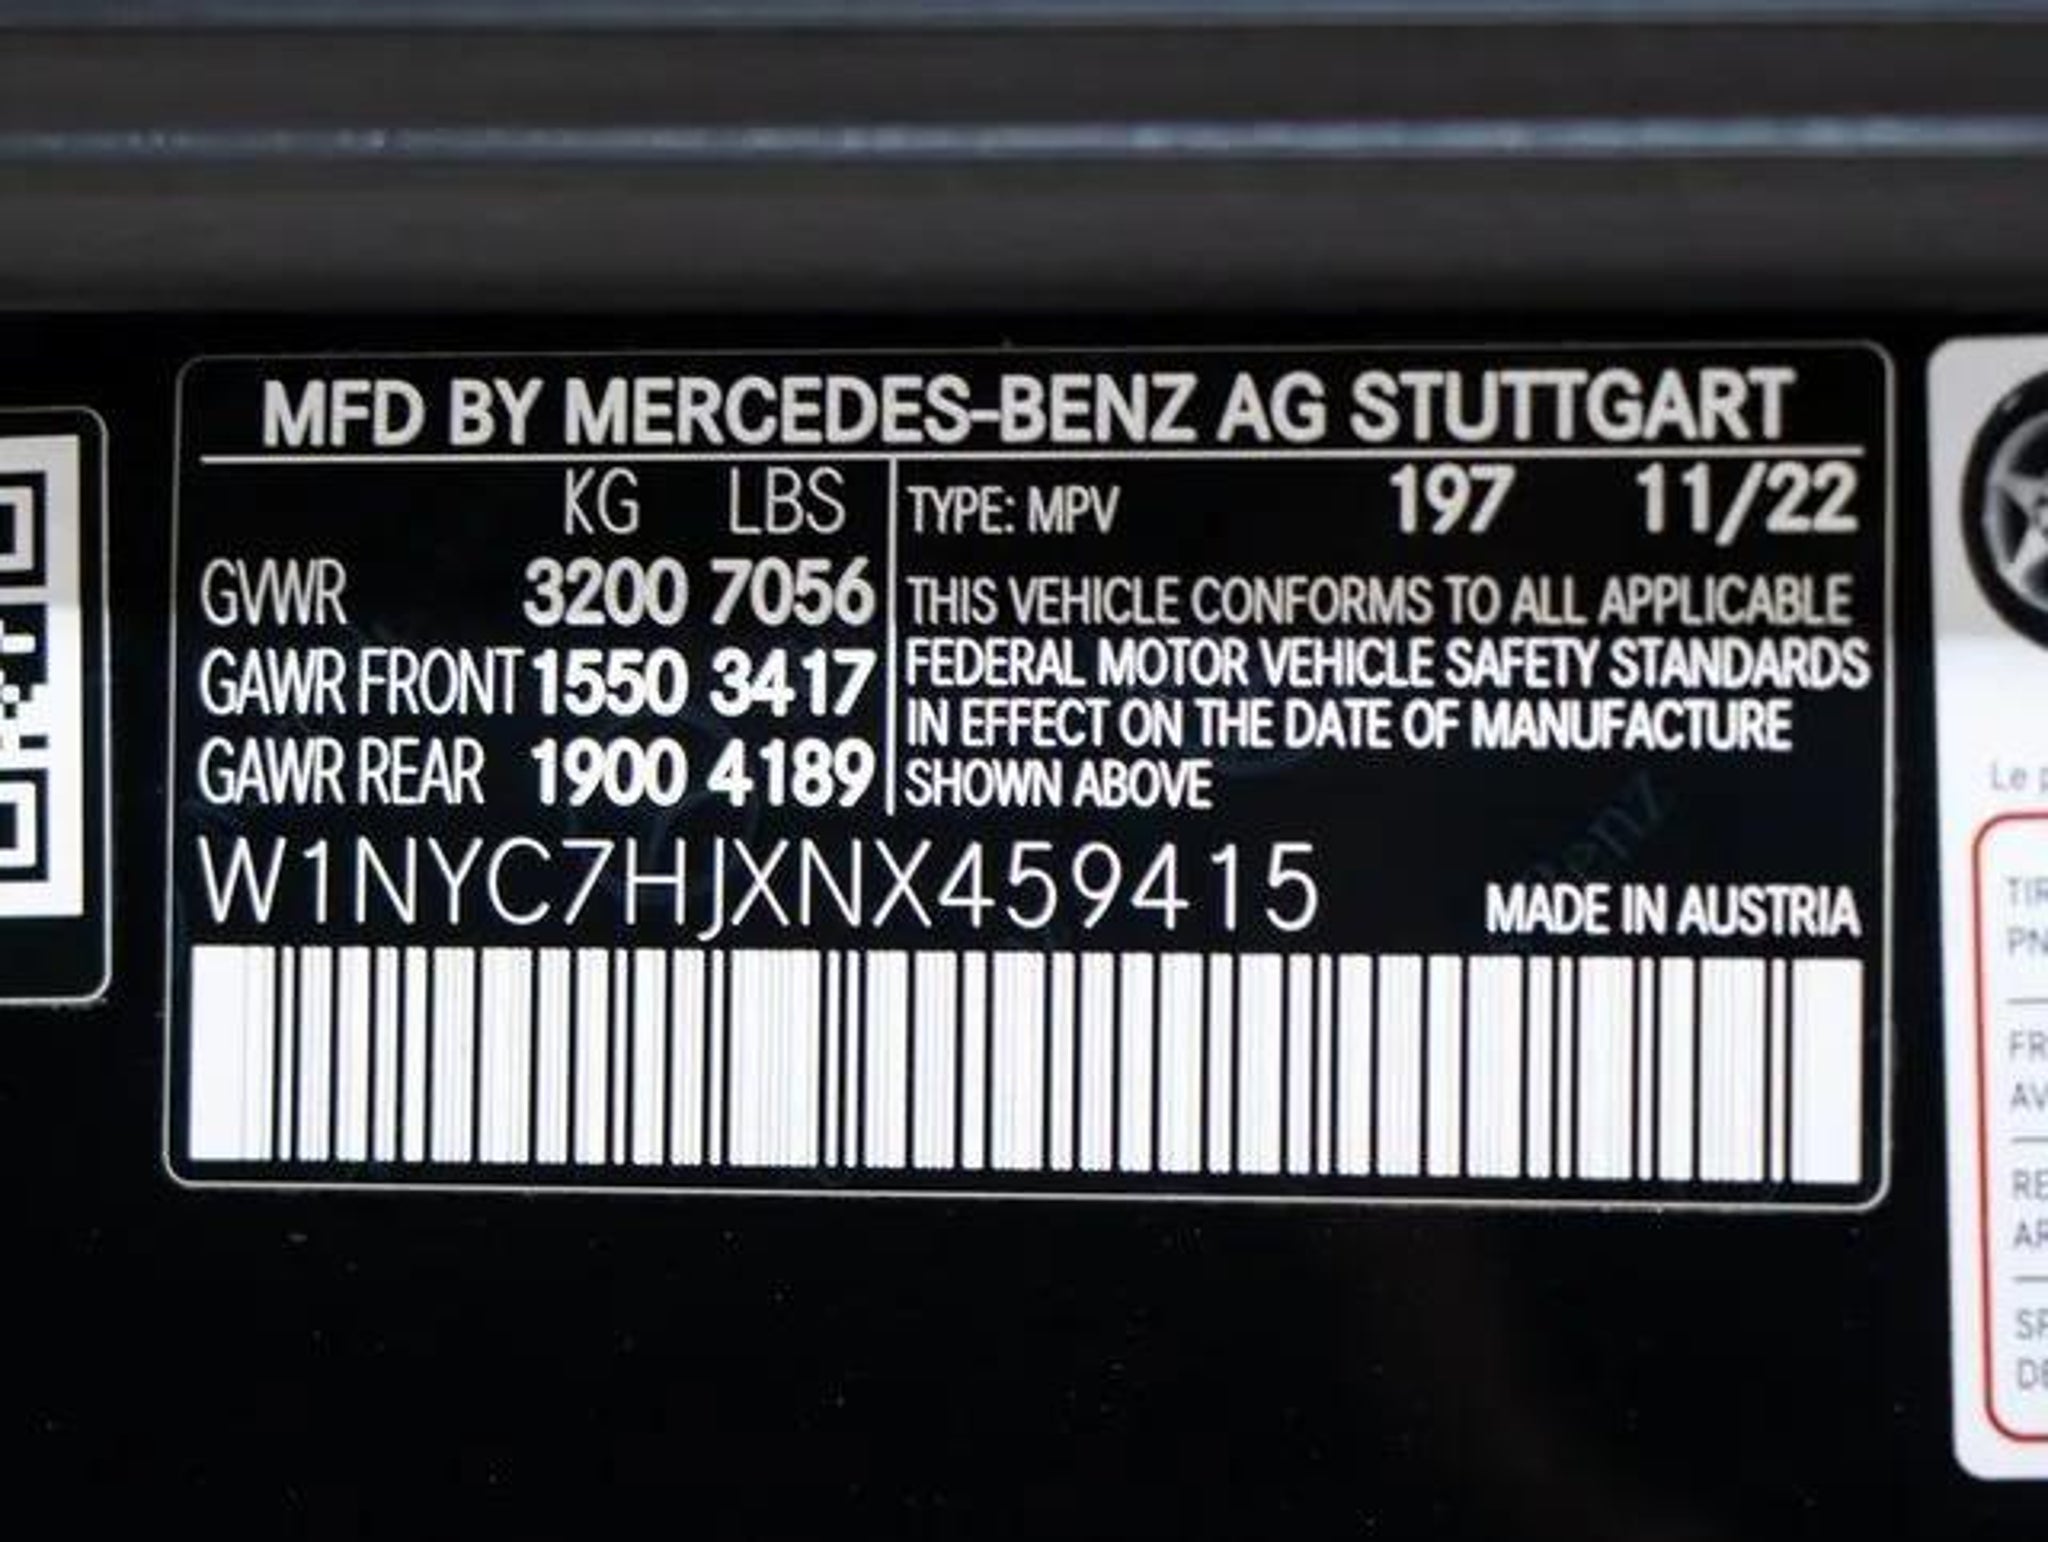 MFD BY MERCEDES-BENZ AG STUTTGART
KG LBS
GVWR 3200 7056
GAWR FRONT 1550 3417
GAWR REAR 1900 4189
TYPE: MPV 197 11/22
THIS VEHICLE CONFORMS TO ALL APPLICABLE
FEDERAL MOTOR VEHICLE SAFETY STANDARDS
IN EFFECT ON THE DATE OF MANUFACTURE
SHOWN ABOVE
W1NYC7HJXNX459415
MADE IN AUSTRIA
Le